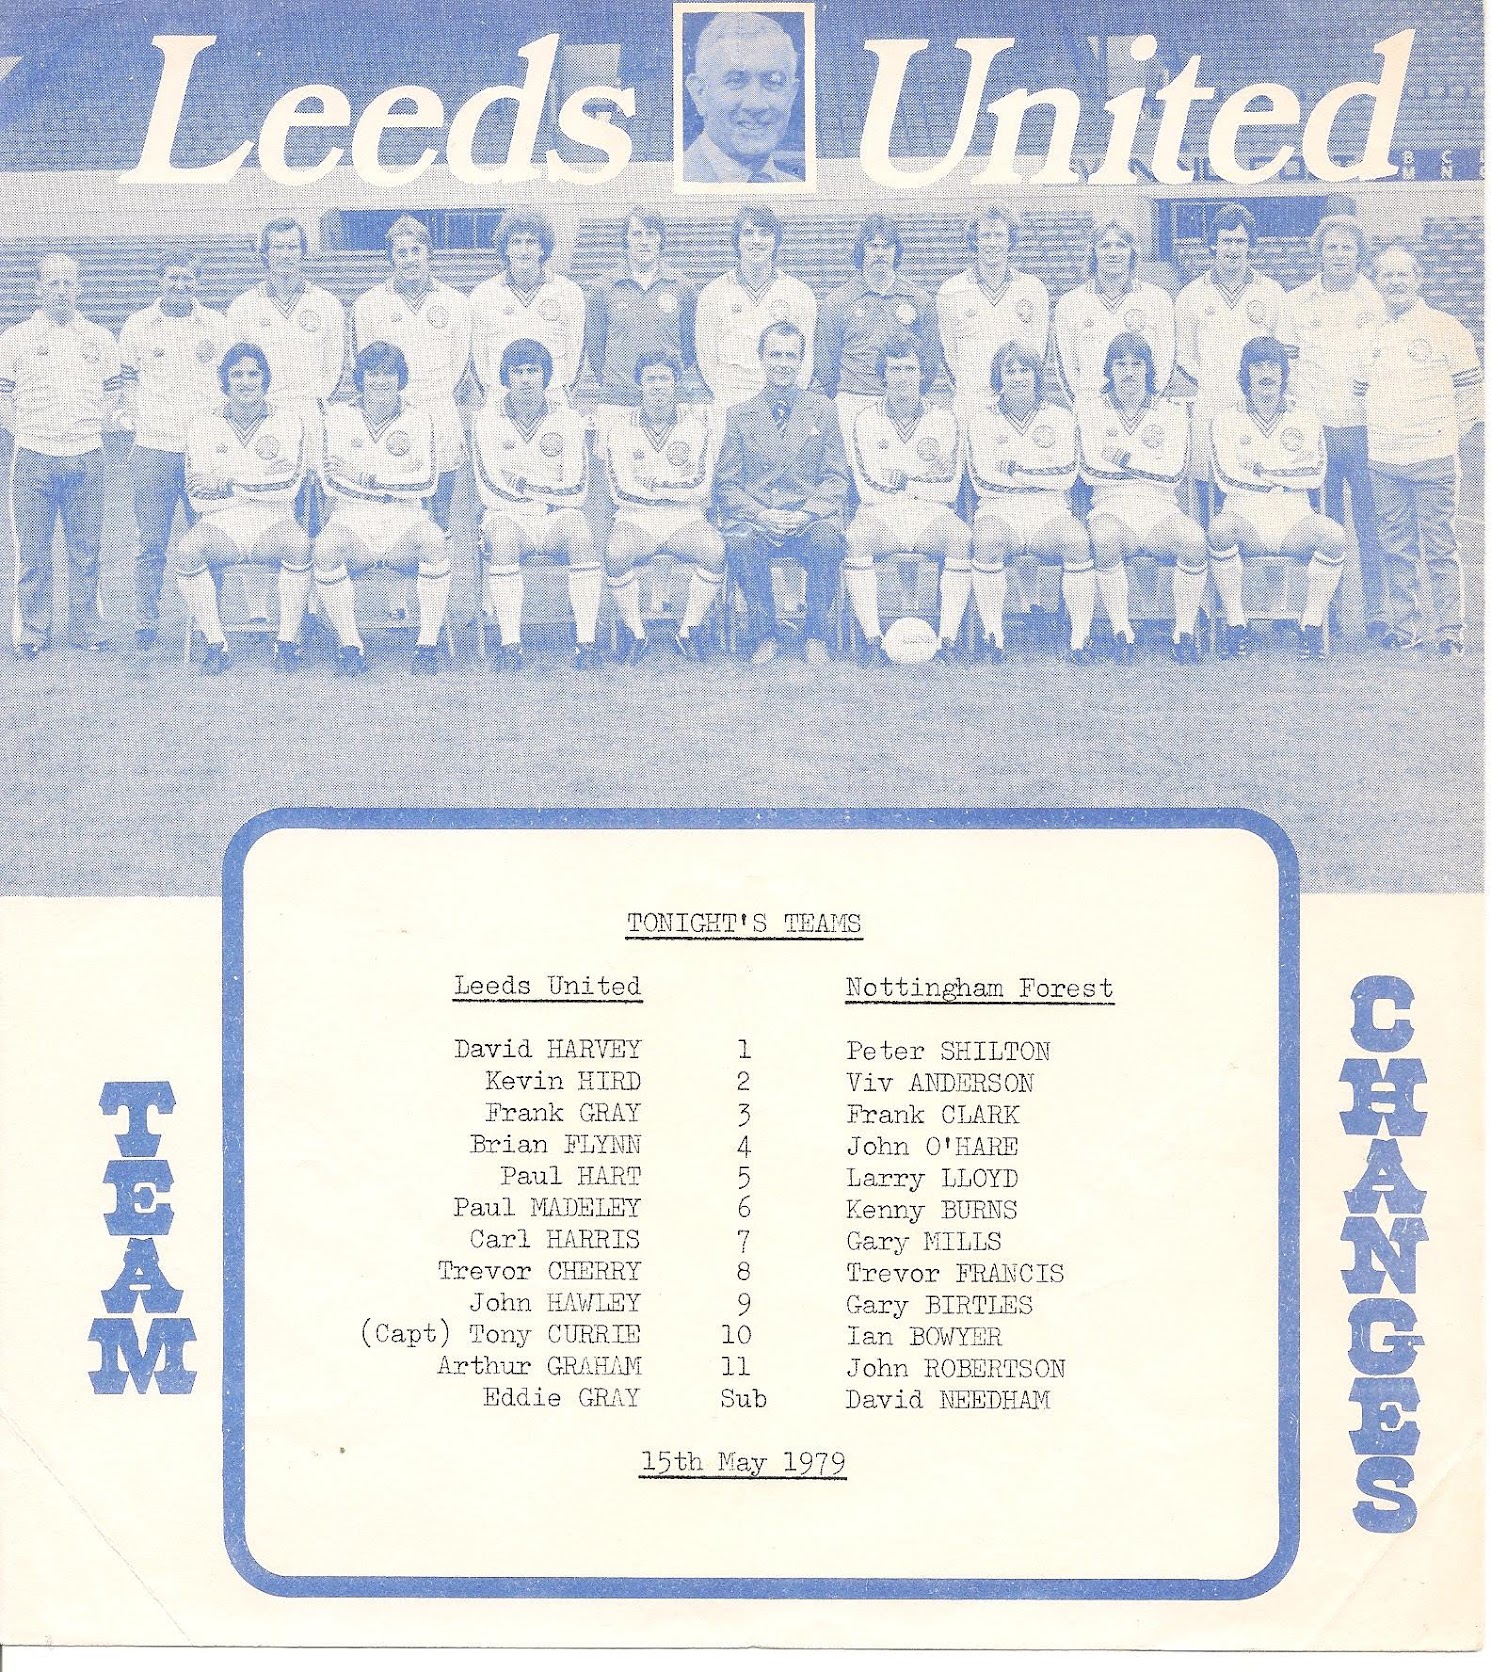 Leeds United
TONIGHT'S TEAMS
Leeds United Nottingham Forest
David HARVEY 1 Peter SHILTON
Kevin HIRD 2 Viv ANDERSON
Frank GRAY 3 Frank CLARK
Brian FLYNN 4 John O'HARE
Paul HART 5 Larry LLOYD
Paul MADELEY 6 Kenny BURNS
Carl HARRIS 7 Gary MILLS
Trevor CHERRY 8 Trevor FRANCIS
John HAWLEY 9 Gary BIRTLES
(Capt) Tony CURRIE 10 Ian BOWYER
Arthur GRAHAM 11 John ROBERTSON
Eddie GRAY Sub David NEEDHAM
15th May 1979
TEAM
CHANGES